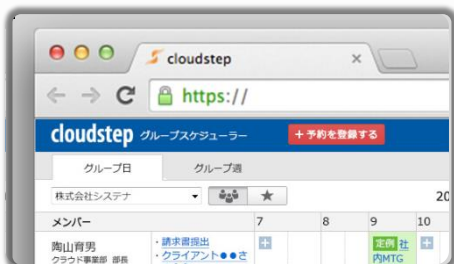 cloudstep
https://
cloudstep グループスケジューラー
+予約を登録する
グループ日 グループ週
株式会社システナ 20
メンバー 7 8 9 10
陶山育男
クラウド事業部 部長
・請求書提出
・クライアント●●さ
定例 社
内MTG